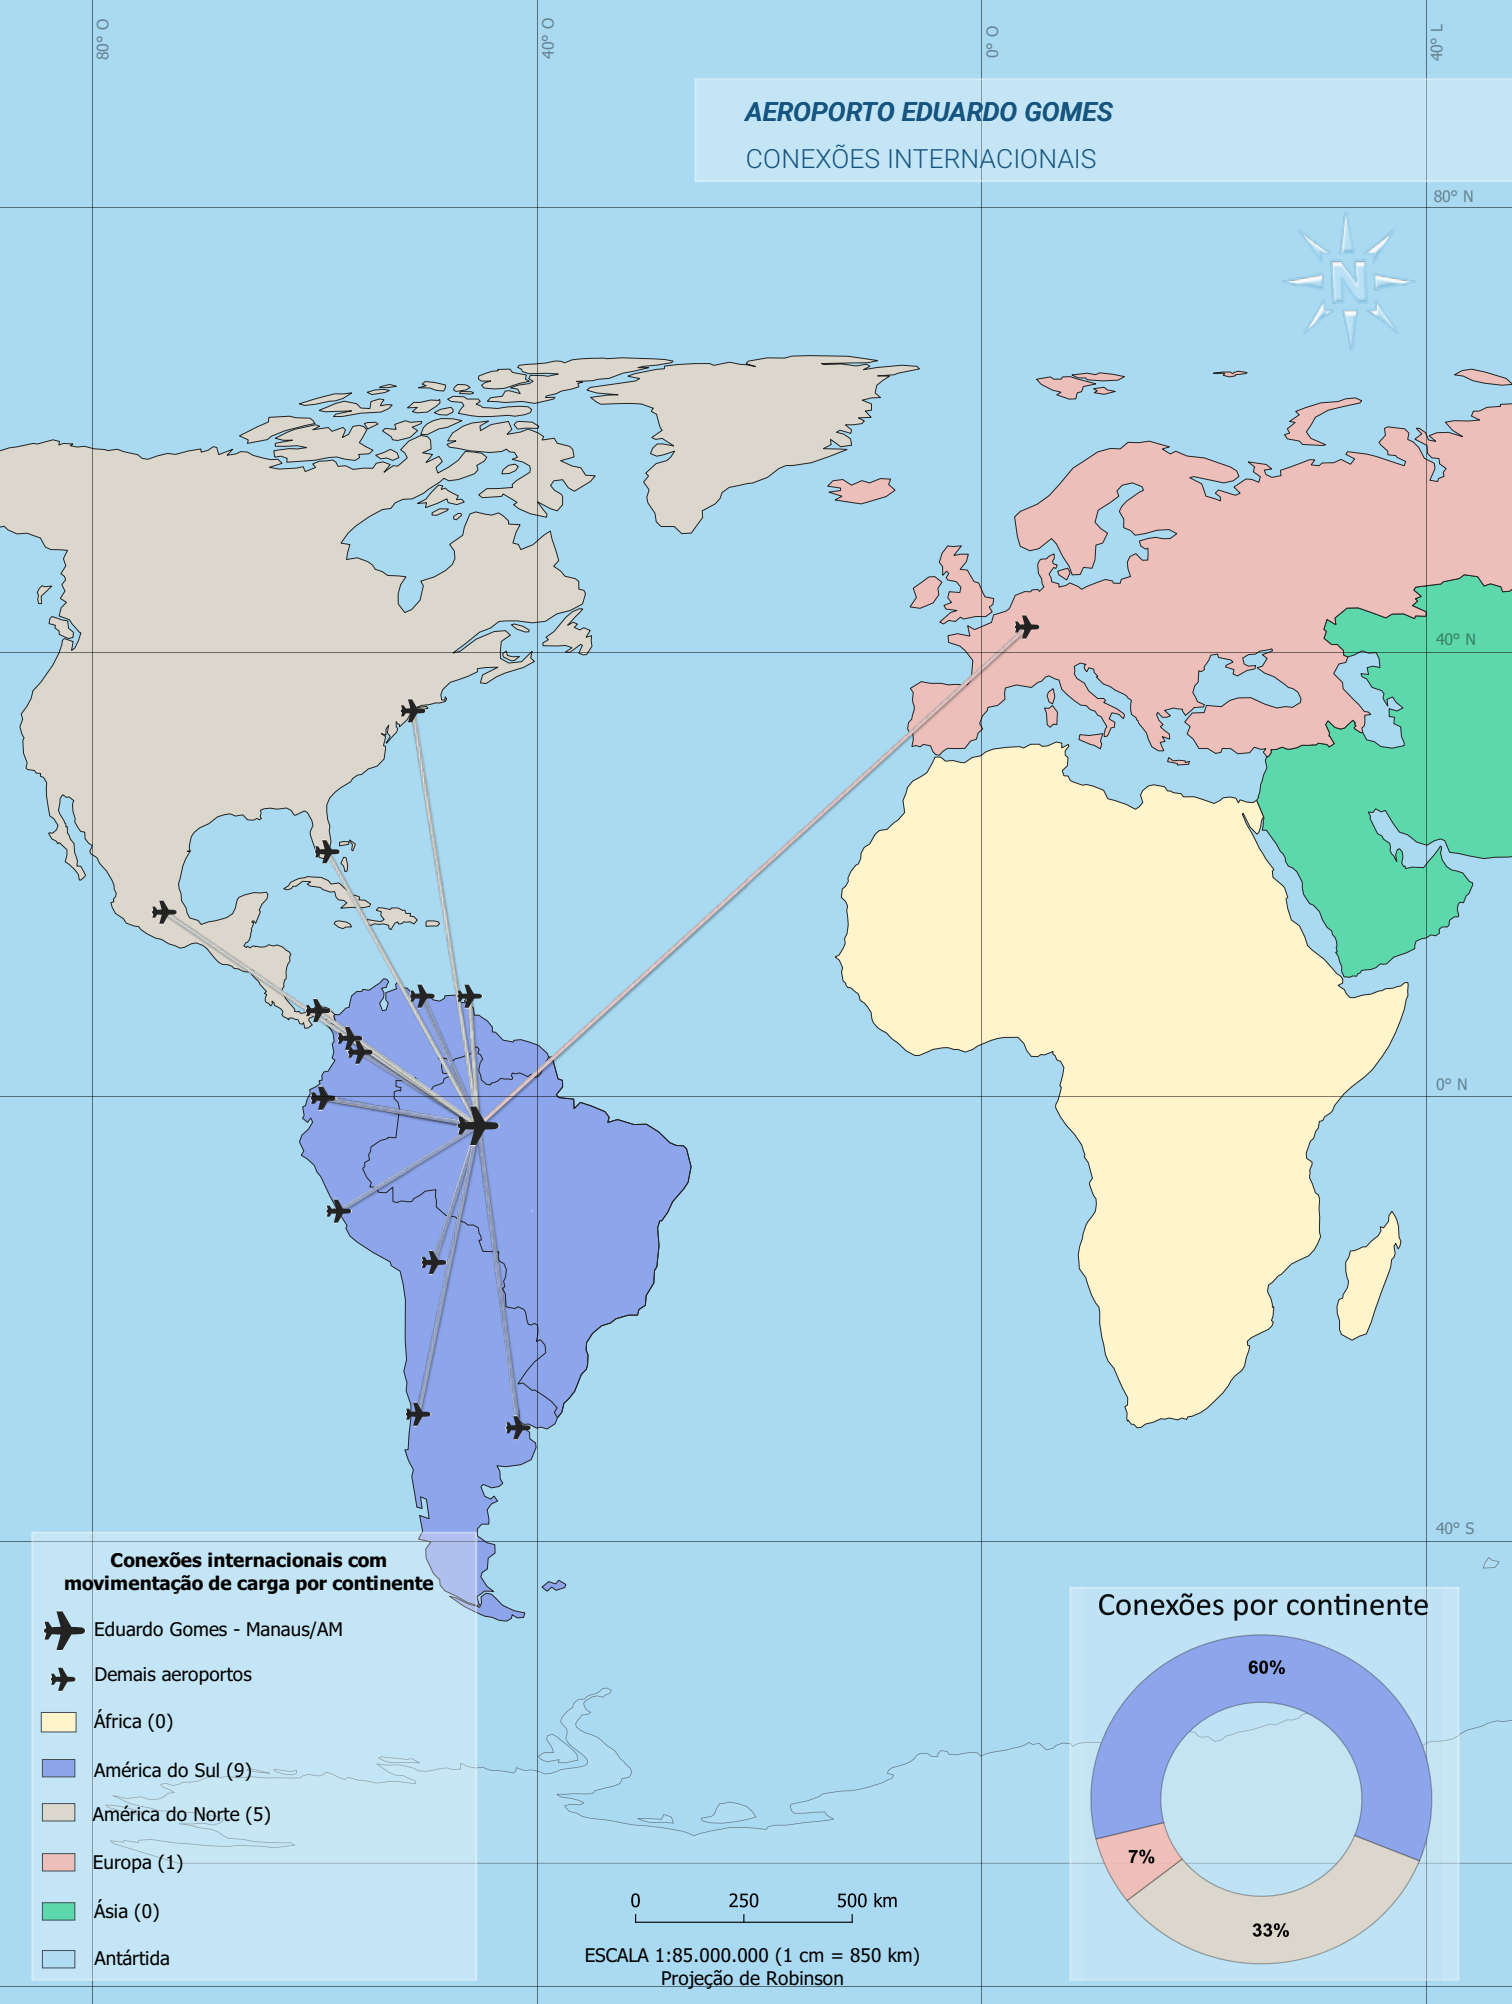 80° O
40° O
0° O
40° L
AEROPORTO EDUARDO GOMES
CONEXÕES INTERNACIONAIS
80° N
N
40° N
0° N
40° S
Conexões internacionais com
movimentação de carga por continente
Eduardo Gomes - Manaus/AM
Demais aeroportos
África (0)
América do Sul (9)
América do Norte (5)
Europa (1)
Ásia (0)
Antártida
0 250 500 km
ESCALA 1:85.000.000 (1 cm = 850 km)
Projeção de Robinson
Conexões por continente
60%
7%
33%